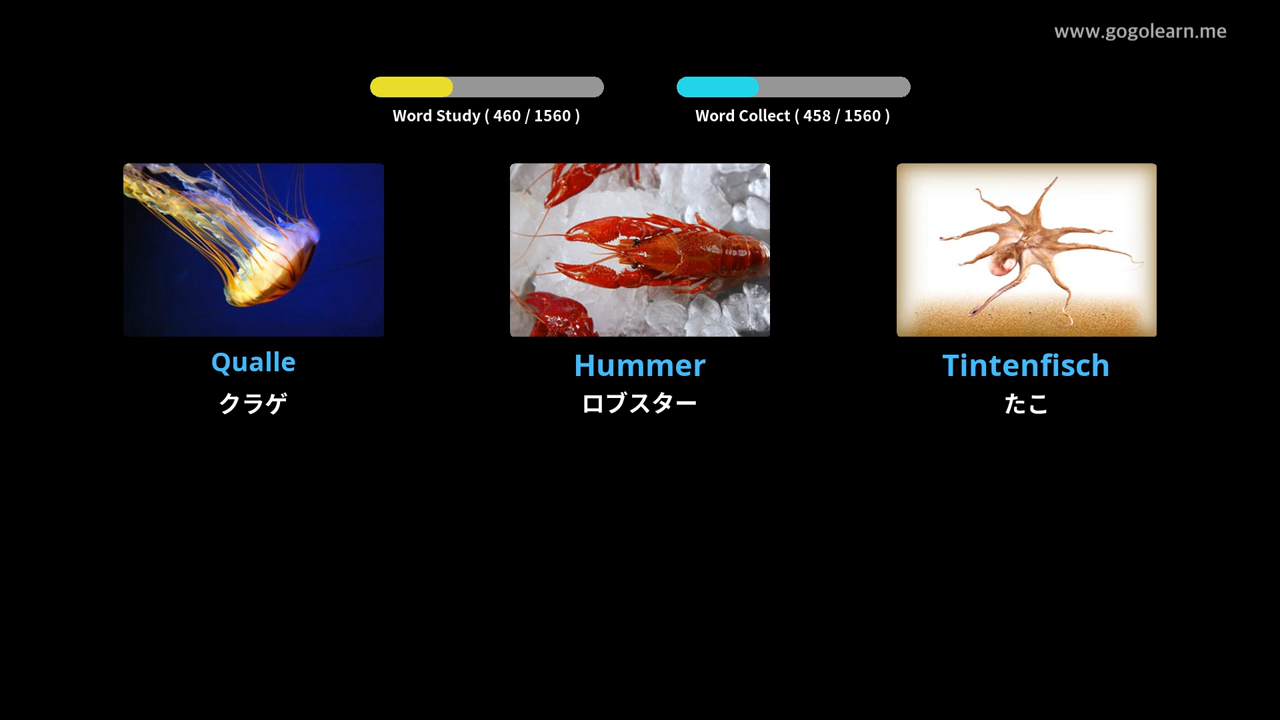 www.gogolearn.me
Word Study ( 460 / 1560 )
Word Collect ( 458 / 1560 )
Qualle
Hummer
Tintenfisch
クラゲ
ロブスター
たこ